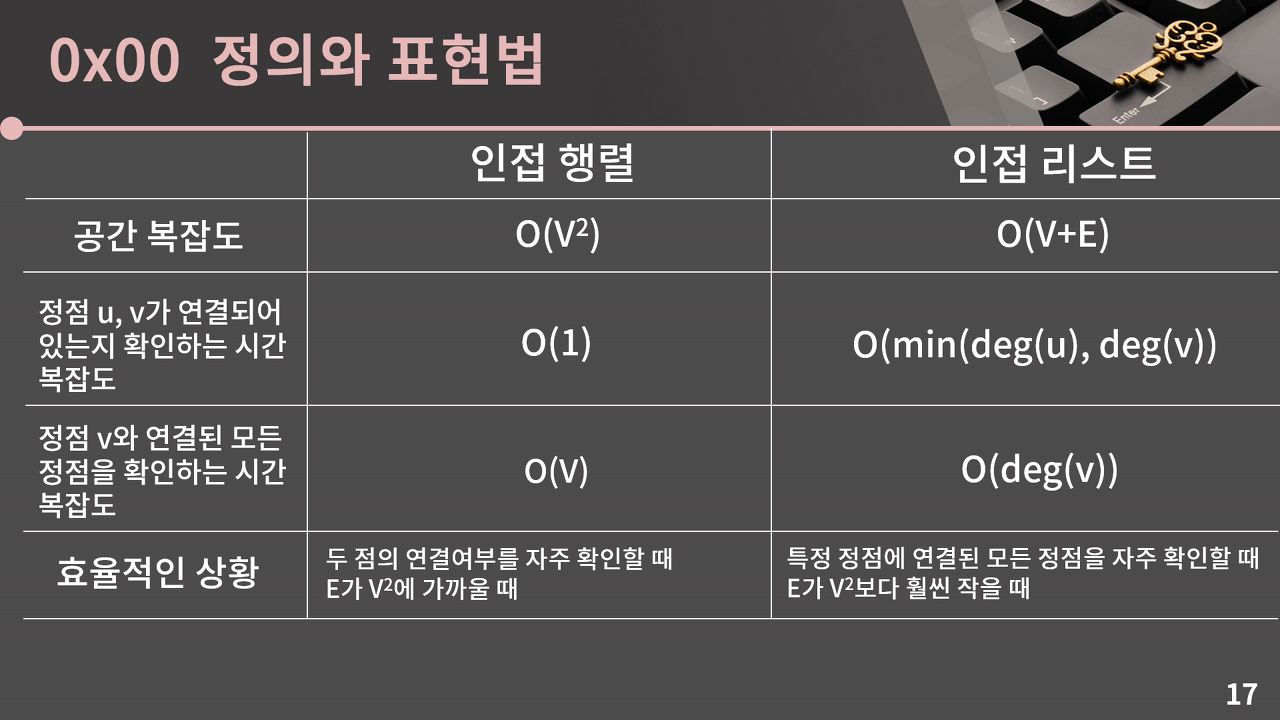 0x00 정의와 표현법
Enter
인접 행렬
인접 리스트
공간 복잡도
O(V²)
O(V+E)
정점 u, v가 연결되어
있는지 확인하는 시간
복잡도
O(1)
O(min(deg(u), deg(v))
정점 v와 연결된 모든
정점을 확인하는 시간
복잡도
O(V)
O(deg(v))
효율적인 상황
두 점의 연결여부를 자주 확인할 때
E가 V²에 가까울 때
특정 정점에 연결된 모든 정점을 자주 확인할 때
E가 V²보다 훨씬 작을 때
17